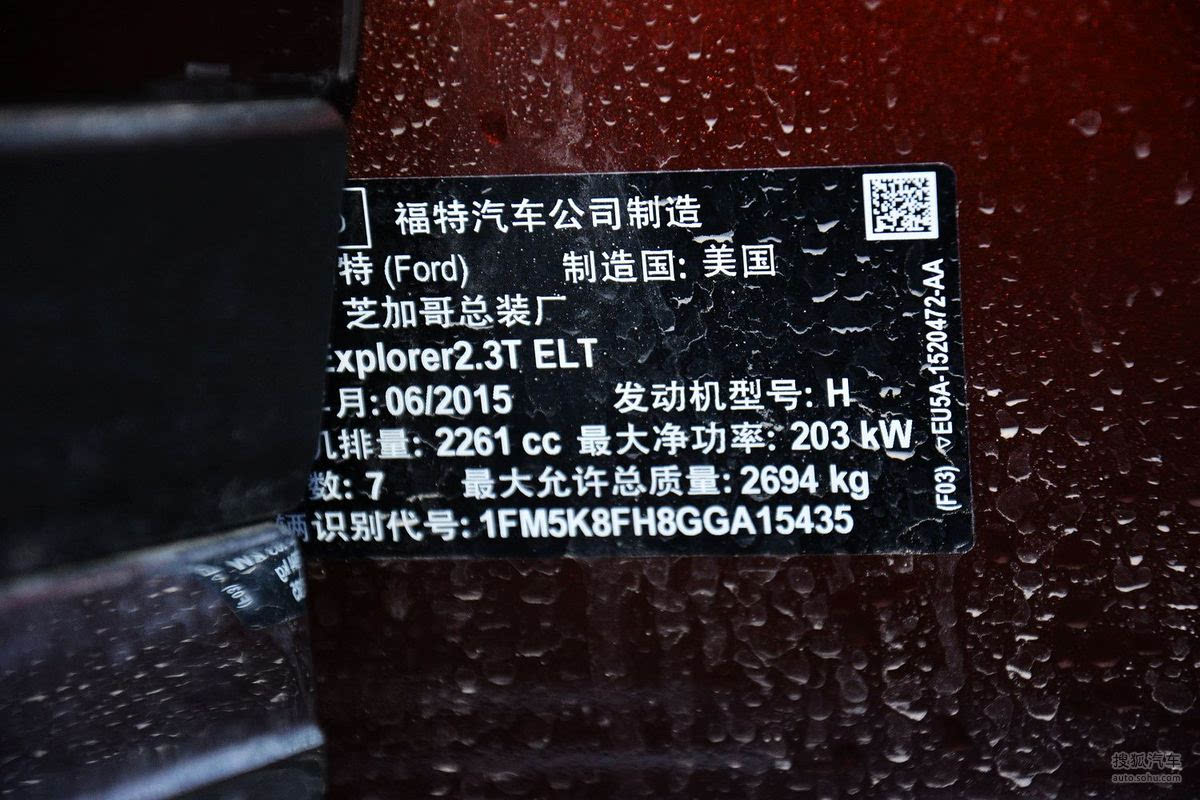 福特汽车公司制造
特 (Ford) 制造国: 美国
芝加哥总装厂
Explorer2.3T ELT
年月: 06/2015 发动机型号: H
机排量: 2261 cc 最大净功率: 203 kW
数: 7 最大允许总质量: 2694 kg
辆识别代号: 1FM5K8FH8GGA15435
(F03) ▽EU5A-1520472-AA
搜狐汽车
auto.sohu.com